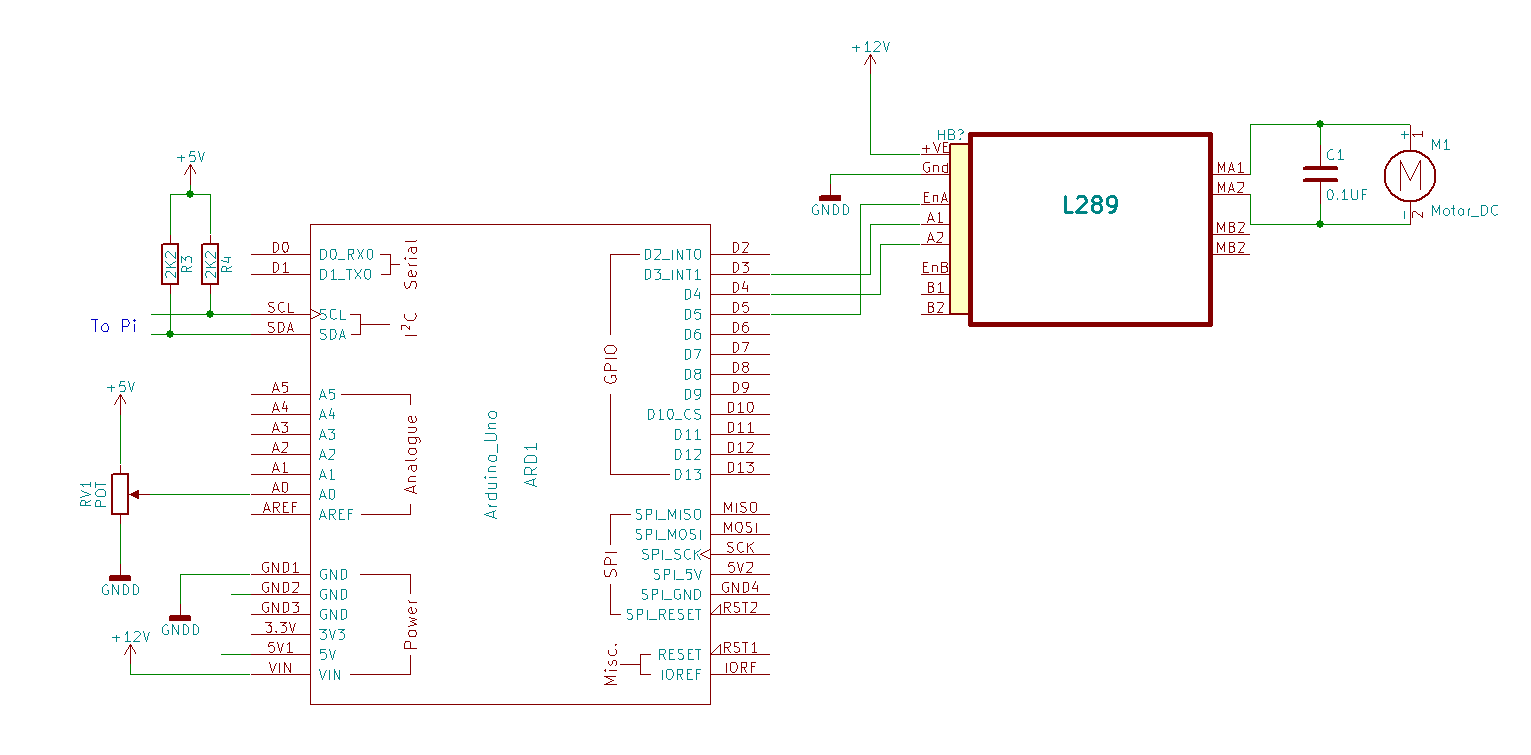 +12V
HB?
+VE
Gnd
EnA
A1
A2
EnB
B1
B2
L289
MA1
MA2
MB2
MB2
GNDD
C1
0.1UF
+
1
M
-
2
M1
Motor_DC
+5V
2K2
R3
2K2
R4
To Pi
D0
D1
SCL
SDA
D0_RX0
D1_TX0
Serial
SCL
SDA
I²C
+5V
RV1
POT
GNDD
A5
A4
A3
A2
A1
A0
AREF
A5
A4
A3
A2
A1
A0
AREF
Analogue
GND1
GND2
GND3
3.3V
5V1
VIN
GND
GND
GND
3V3
5V
VIN
Power
GNDD
+12V
Arduino_Uno
ARD1
GPIO
D2_INT0
D3_INT1
D4
D5
D6
D7
D8
D9
D10_CS
D11
D12
D13
D2
D3
D4
D5
D6
D7
D8
D9
D10
D11
D12
D13
SPI
SPI_MISO
SPI_MOSI
SPI_SCK
SPI_5V
SPI_GND
SPI_RESET
MISO
MOSI
SCK
5V2
GND4
RST2
Misc.
RESET
IOREF
RST1
IORF